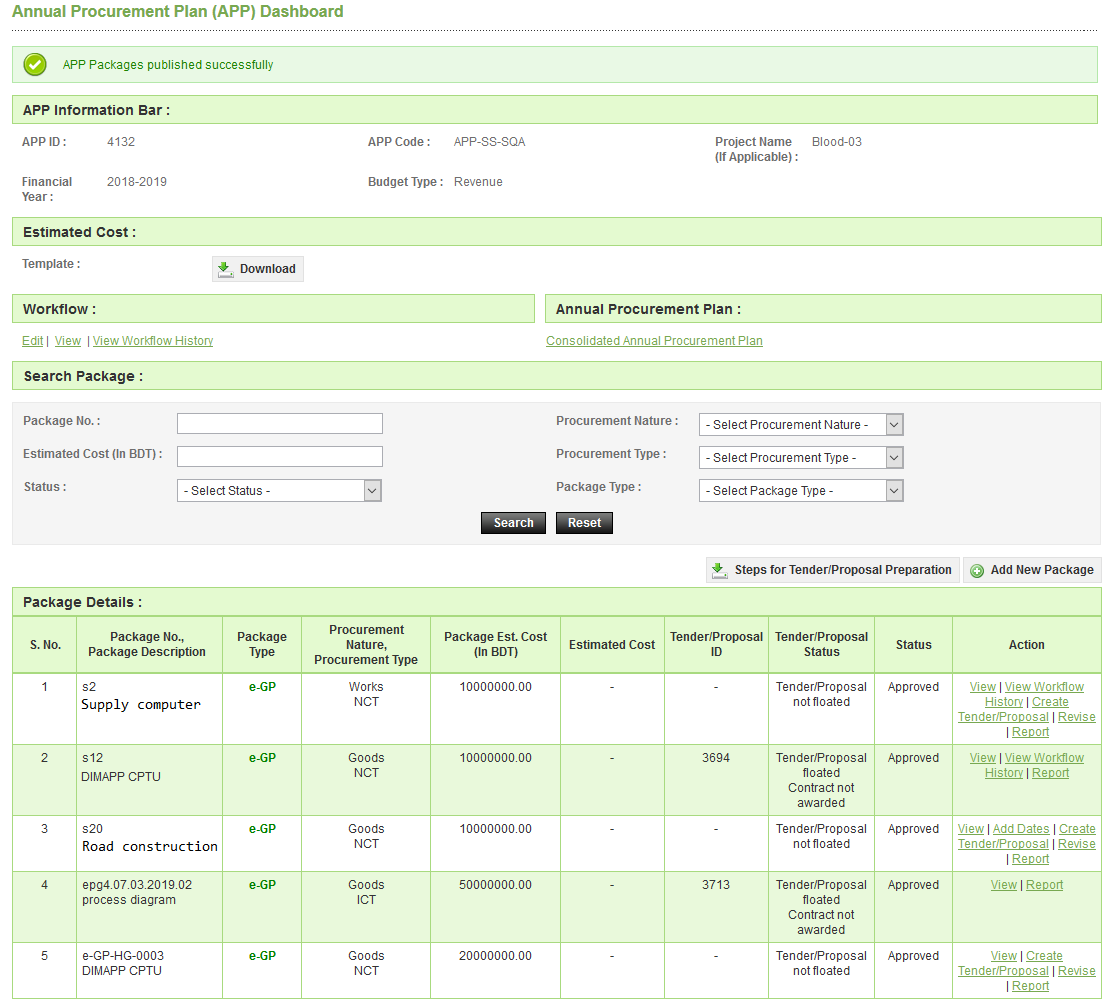 Annual Procurement Plan (APP) Dashboard
APP Packages published successfully
APP Information Bar :
APP ID : 4132 APP Code : APP-SS-SQA Project Name (If Applicable) : Blood-03
Financial Year : 2018-2019 Budget Type : Revenue
Estimated Cost :
Template : Download
Workflow : Annual Procurement Plan :
Edit | View | View Workflow History Consolidated Annual Procurement Plan
Search Package :
Package No. : Procurement Nature : - Select Procurement Nature -
Estimated Cost (In BDT) : Procurement Type : - Select Procurement Type -
Status : - Select Status - Package Type : - Select Package Type -
Search Reset
Steps for Tender/Proposal Preparation Add New Package
Package Details :
S. No. Package No., Package Description Package Type Procurement Nature, Procurement Type Package Est. Cost (In BDT) Estimated Cost Tender/Proposal ID Tender/Proposal Status Status Action
1 s2 Supply computer e-GP Works NCT 10000000.00 - - Tender/Proposal not floated Approved View | View Workflow History | Create Tender/Proposal | Revise | Report
2 s12 DIMAPP CPTU e-GP Goods NCT 10000000.00 - 3694 Tender/Proposal floated Contract not awarded Approved View | View Workflow History | Report
3 s20 Road construction e-GP Goods NCT 10000000.00 - - Tender/Proposal not floated Approved View | Add Dates | Create Tender/Proposal | Revise | Report
4 epg4.07.03.2019.02 process diagram e-GP Goods ICT 50000000.00 - 3713 Tender/Proposal floated Contract not awarded Approved View | Report
5 e-GP-HG-0003 DIMAPP CPTU e-GP Goods NCT 20000000.00 - - Tender/Proposal not floated Approved View | Create Tender/Proposal | Revise | Report